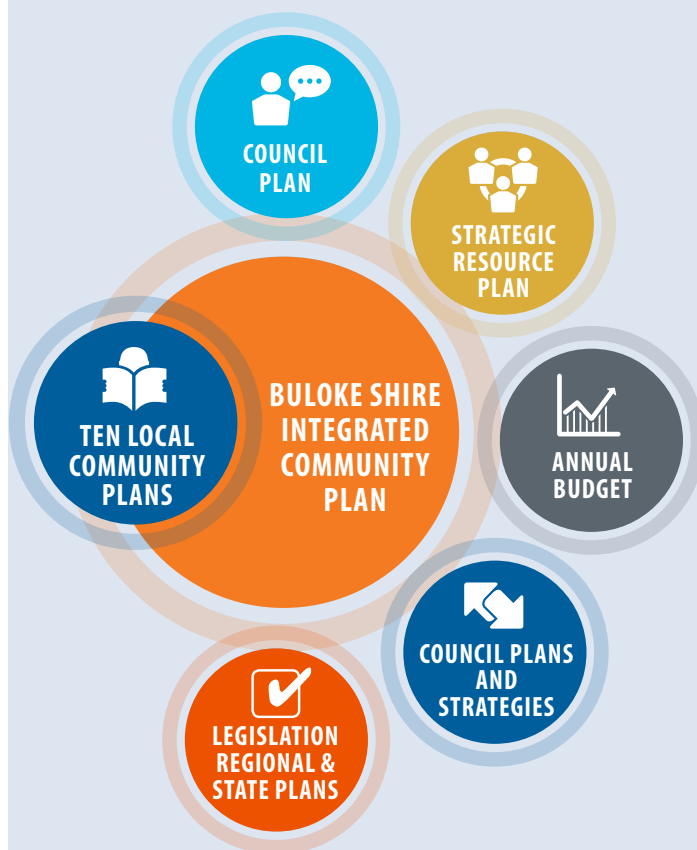 COUNCIL
PLAN
STRATEGIC
RESOURCE
PLAN
BULOKE SHIRE
INTEGRATED
COMMUNITY
PLAN
TEN LOCAL
COMMUNITY
PLANS
ANNUAL
BUDGET
COUNCIL PLANS
AND
STRATEGIES
LEGISLATION
REGIONAL &
STATE PLANS